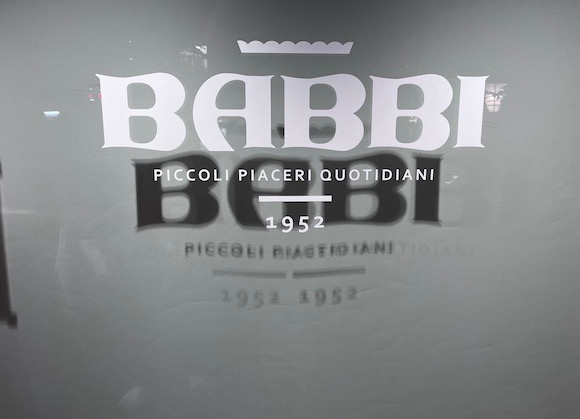 BABBI
PICCOLI PIACERI QUOTIDIANI
1952